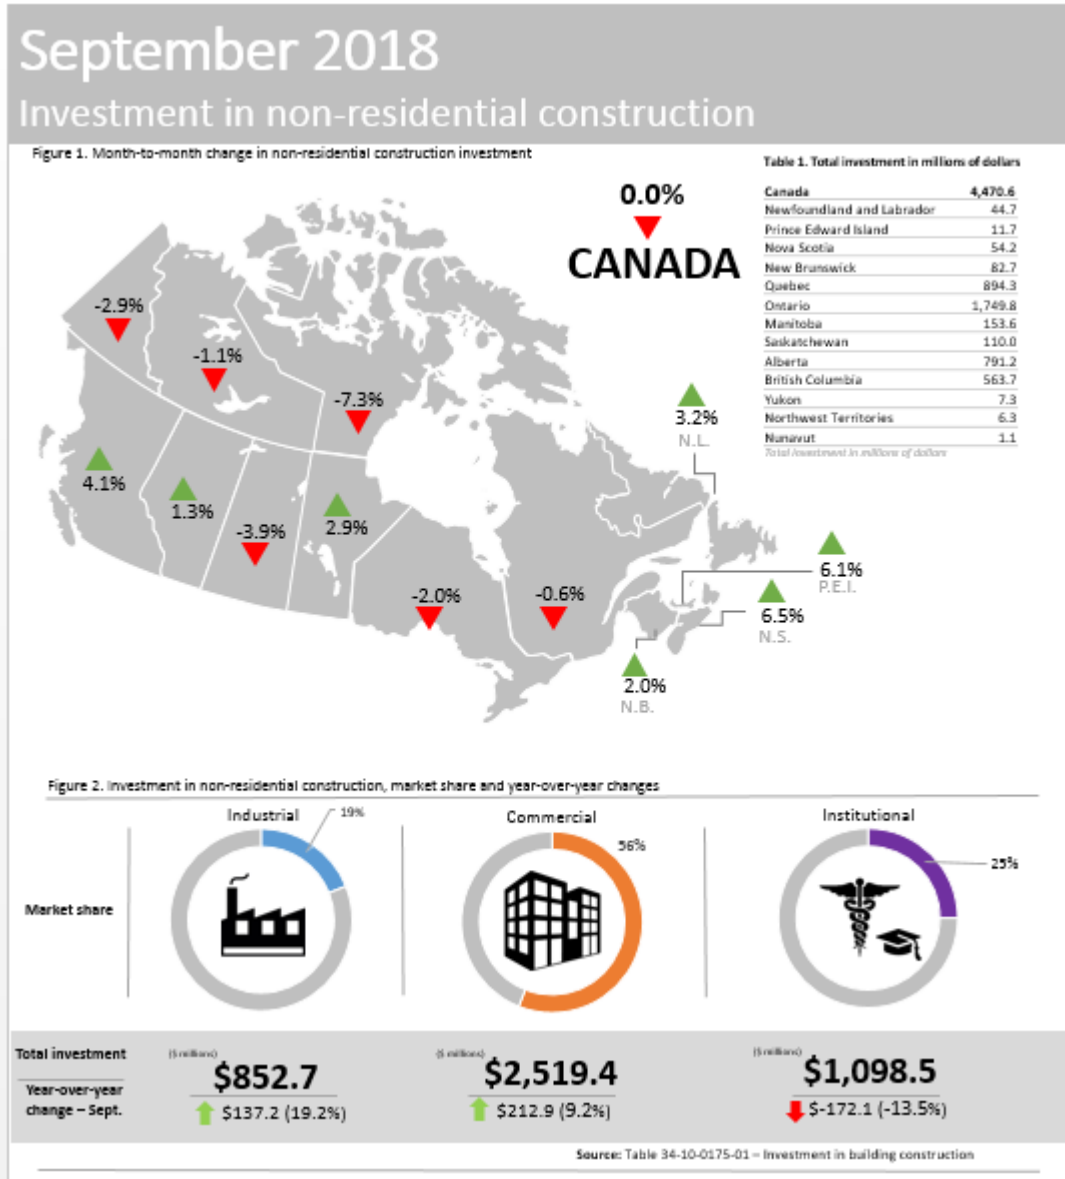 September 2018
Investment in non-residential construction
Figure 1. Month-to-month change in non-residential construction investment
0.0%
CANADA
-2.9%
-1.1%
-7.3%
4.1%
1.3%
-3.9%
2.9%
-2.0%
-0.6%
3.2%
N.L.
6.1%
P.E.I.
6.5%
N.S.
2.0%
N.B.
Table 1. Total investment in millions of dollars
Canada 4,470.6
Newfoundland and Labrador 44.7
Prince Edward Island 11.7
Nova Scotia 54.2
New Brunswick 82.7
Quebec 894.3
Ontario 1,749.8
Manitoba 153.6
Saskatchewan 110.0
Alberta 791.2
British Columbia 563.7
Yukon 7.3
Northwest Territories 6.3
Nunavut 1.1
Total investment in millions of dollars
Figure 2. Investment in non-residential construction, market share and year-over-year changes
Industrial
19%
Commercial
56%
Institutional
25%
Market share
Total investment
($ millions)
$852.7
($ millions)
$2,519.4
($ millions)
$1,098.5
Year-over-year
change – Sept.
$137.2 (19.2%)
$212.9 (9.2%)
$-172.1 (-13.5%)
Source: Table 34-10-0175-01 – Investment in building construction